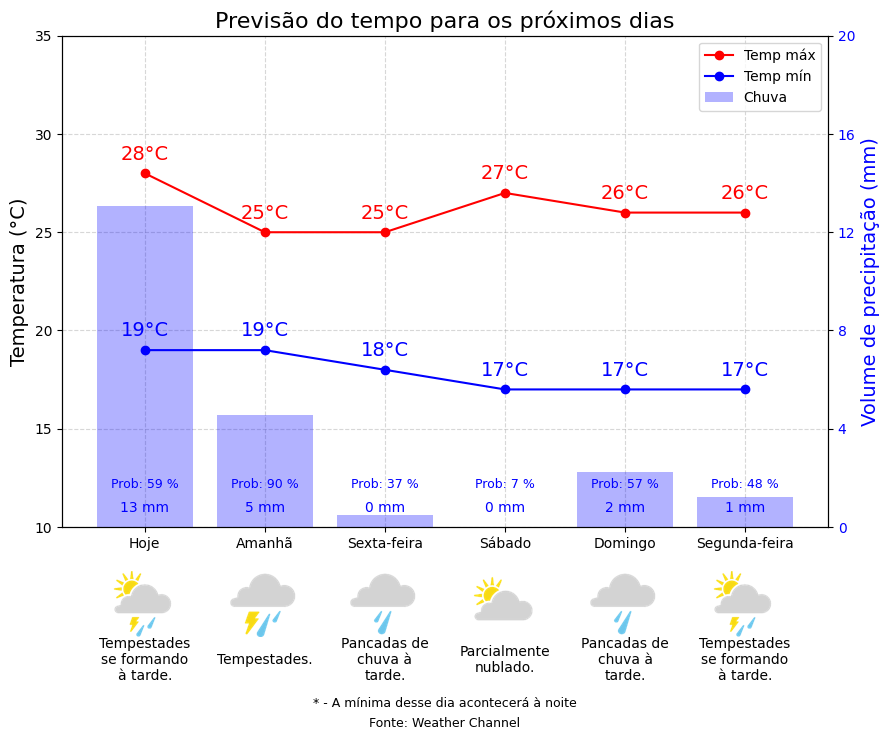 Previsão do tempo para os próximos dias
35
30
25
20
15
10
Temperatura (°C)
20
16
12
8
4
0
Volume de precipitação (mm)
Temp máx
Temp mín
Chuva
28°C
25°C
25°C
27°C
26°C
26°C
19°C
19°C
18°C
17°C
17°C
17°C
Prob: 59 %
Prob: 90 %
Prob: 37 %
Prob: 7 %
Prob: 57 %
Prob: 48 %
13 mm
5 mm
0 mm
0 mm
2 mm
1 mm
Hoje
Amanhã
Sexta-feira
Sábado
Domingo
Segunda-feira
Tempestades
se formando
à tarde.
Tempestades.
Pancadas de
chuva à
tarde.
Parcialmente
nublado.
Pancadas de
chuva à
tarde.
Tempestades
se formando
à tarde.
* - A mínima desse dia acontecerá à noite
Fonte: Weather Channel